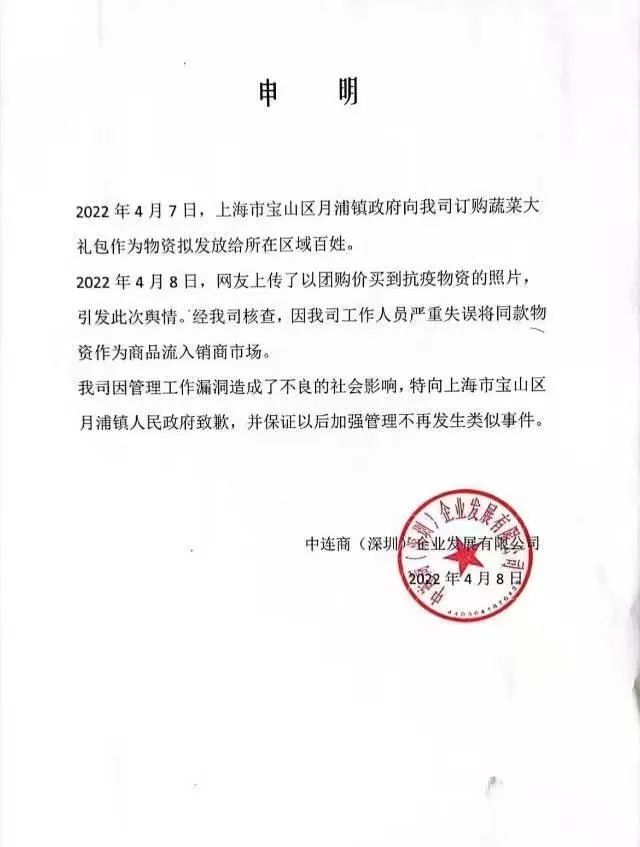 申 明
2022 年 4 月 7 日，上海市宝山区月浦镇政府向我司订购蔬菜大
礼包作为物资拟发放给所在区域百姓。
2022 年 4 月 8 日，网友上传了以团购价买到抗疫物资的照片，
引发此次舆情。经我司核查，因我司工作人员严重失误将同款物
资作为商品流入销商市场。
我司因管理工作漏洞造成了不良的社会影响，特向上海市宝山区
月浦镇人民政府致歉，并保证以后加强管理不再发生类似事件。
中连商（深圳）企业发展有限公司
2022 年 4 月 8 日
中连商（深圳）企业发展有限公司